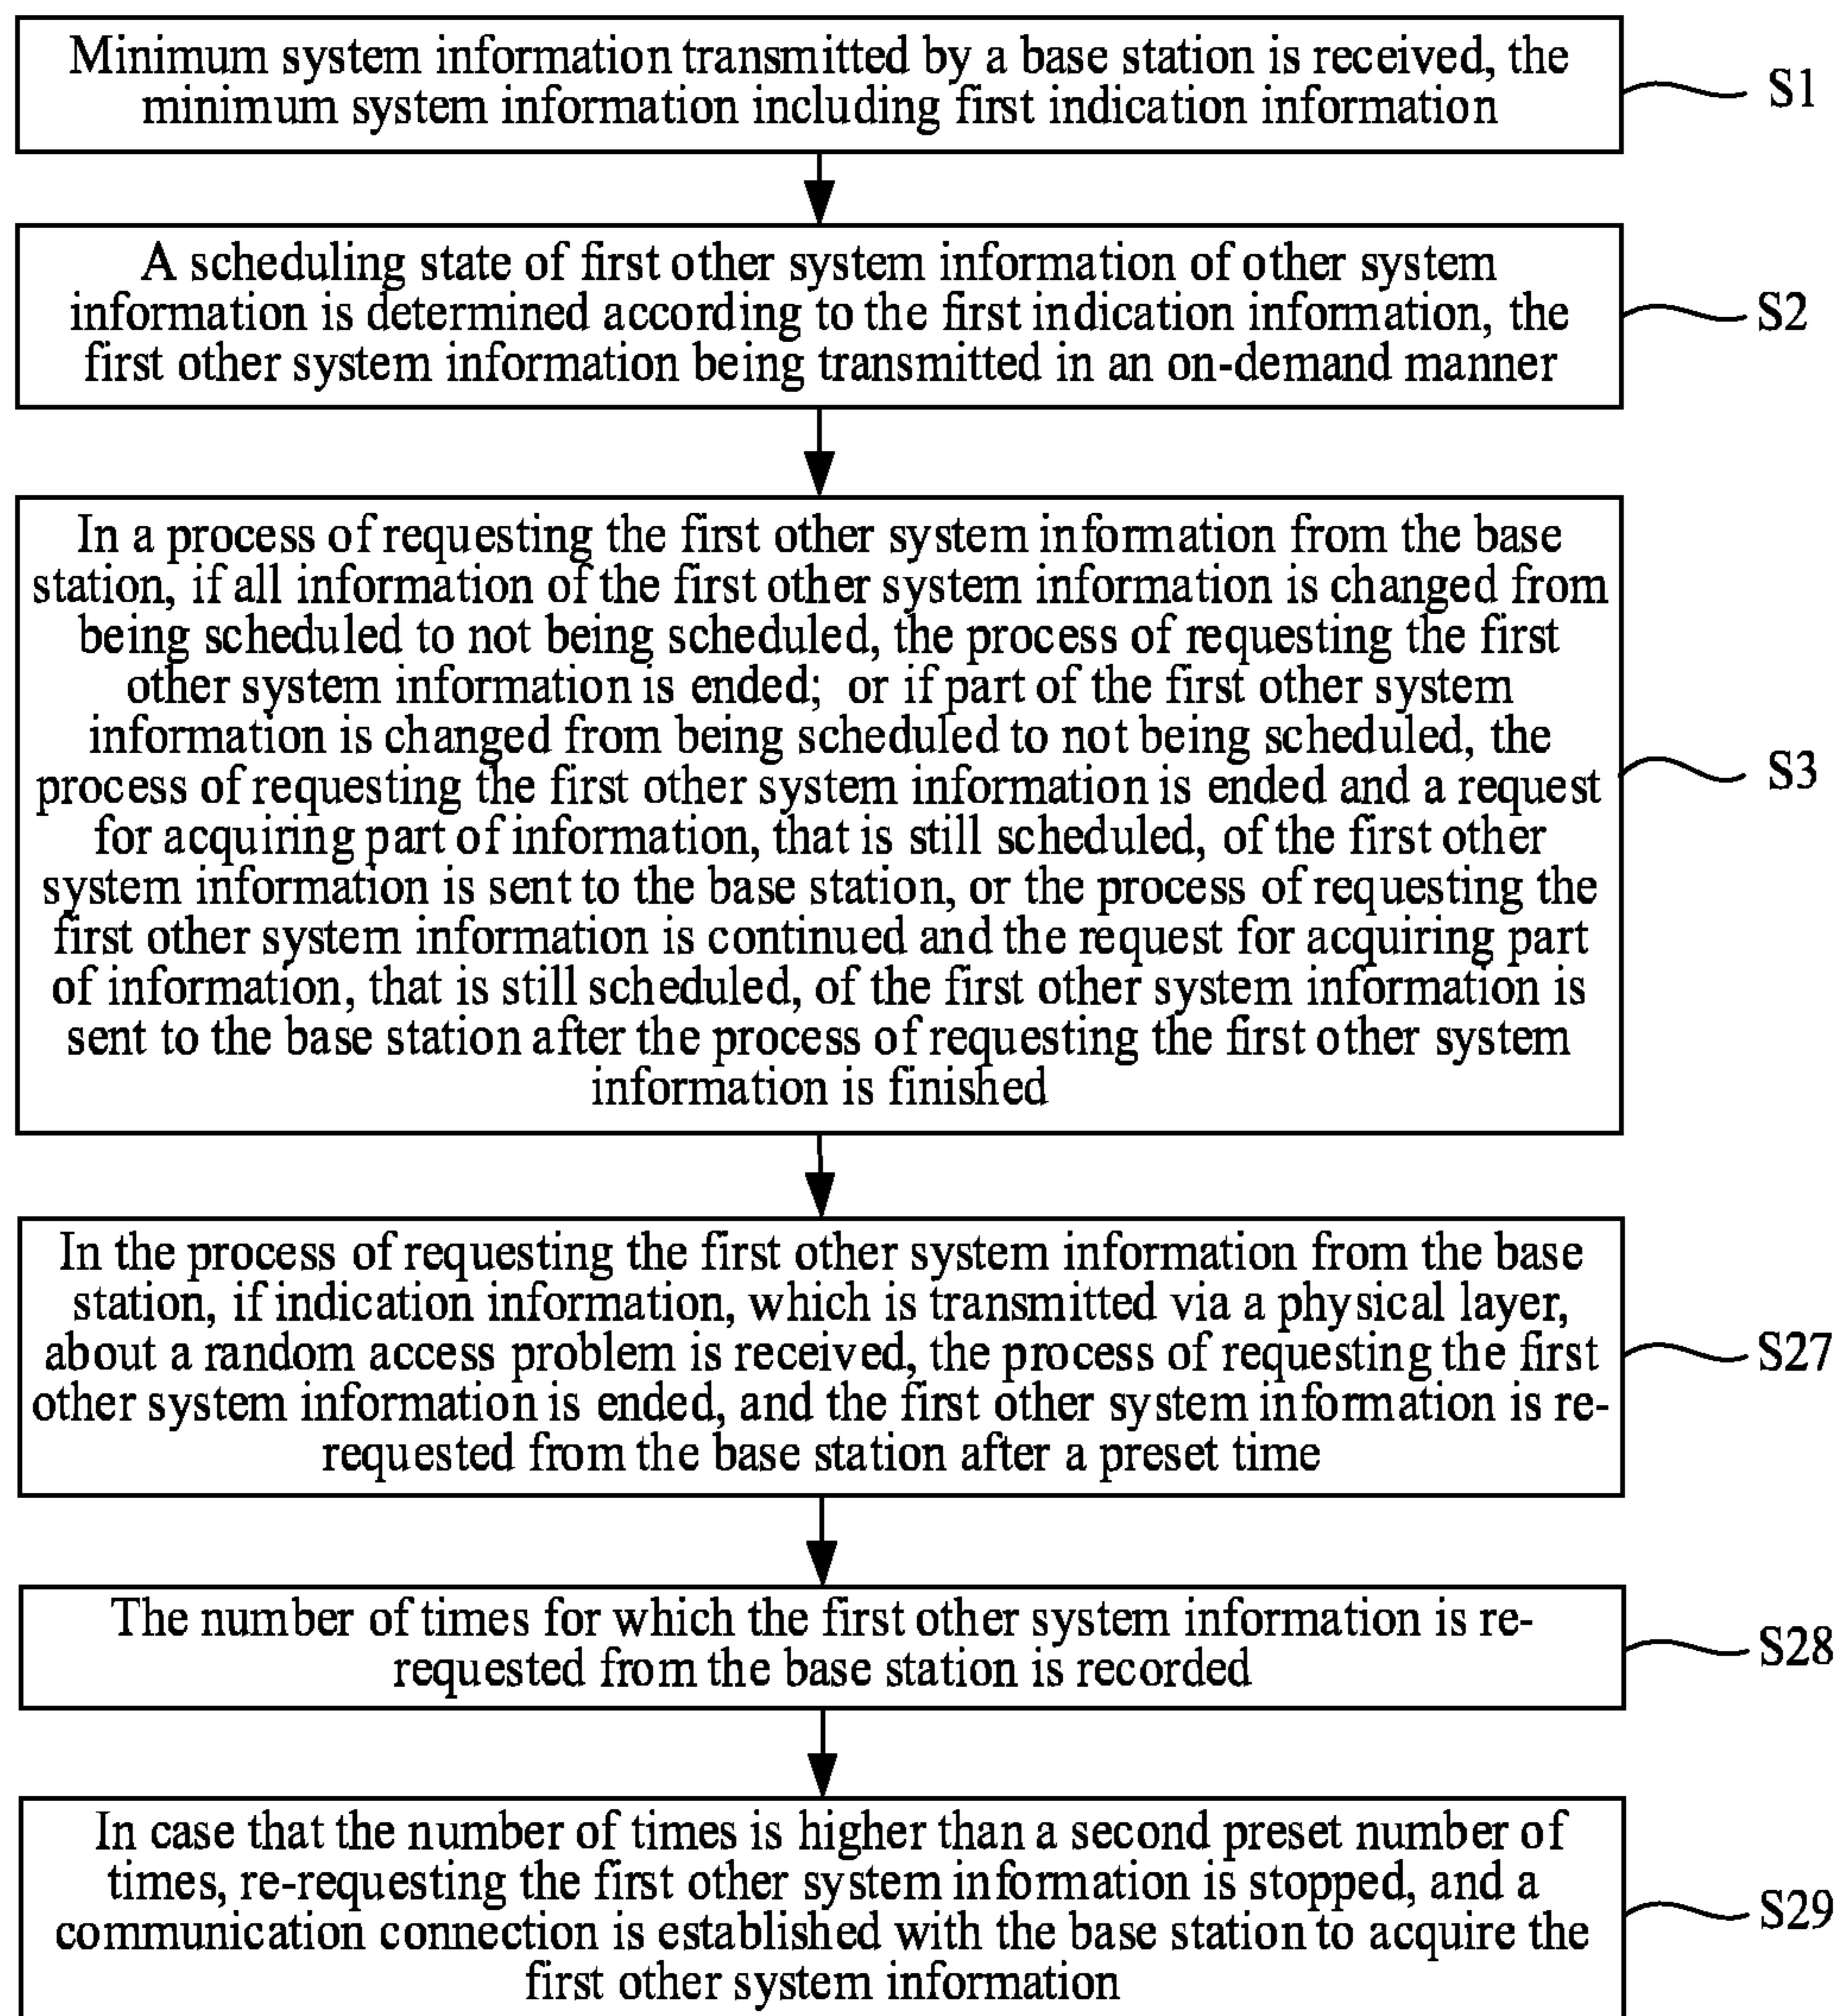 Minimum system information transmitted by a base station is received, the
minimum system information including first indication information
S1
A scheduling state of first other system information of other system
information is determined according to the first indication information, the
first other system information being transmitted in an on-demand manner
S2
In a process of requesting the first other system information from the base
station, if all information of the first other system information is changed from
being scheduled to not being scheduled, the process of requesting the first
other system information is ended; or if part of the first other system
information is changed from being scheduled to not being scheduled, the
process of requesting the first other system information is ended and a request
for acquiring part of information, that is still scheduled, of the first other
system information is sent to the base station, or the process of requesting the
first other system information is continued and the request for acquiring part
of information, that is still scheduled, of the first other system information is
sent to the base station after the process of requesting the first other system
information is finished
S3
In the process of requesting the first other system information from the base
station, if indication information, which is transmitted via a physical layer,
about a random access problem is received, the process of requesting the first
other system information is ended, and the first other system information is re-
requested from the base station after a preset time
S27
The number of times for which the first other system information is re-
requested from the base station is recorded
S28
In case that the number of times is higher than a second preset number of
times, re-requesting the first other system information is stopped, and a
communication connection is established with the base station to acquire the
first other system information
S29